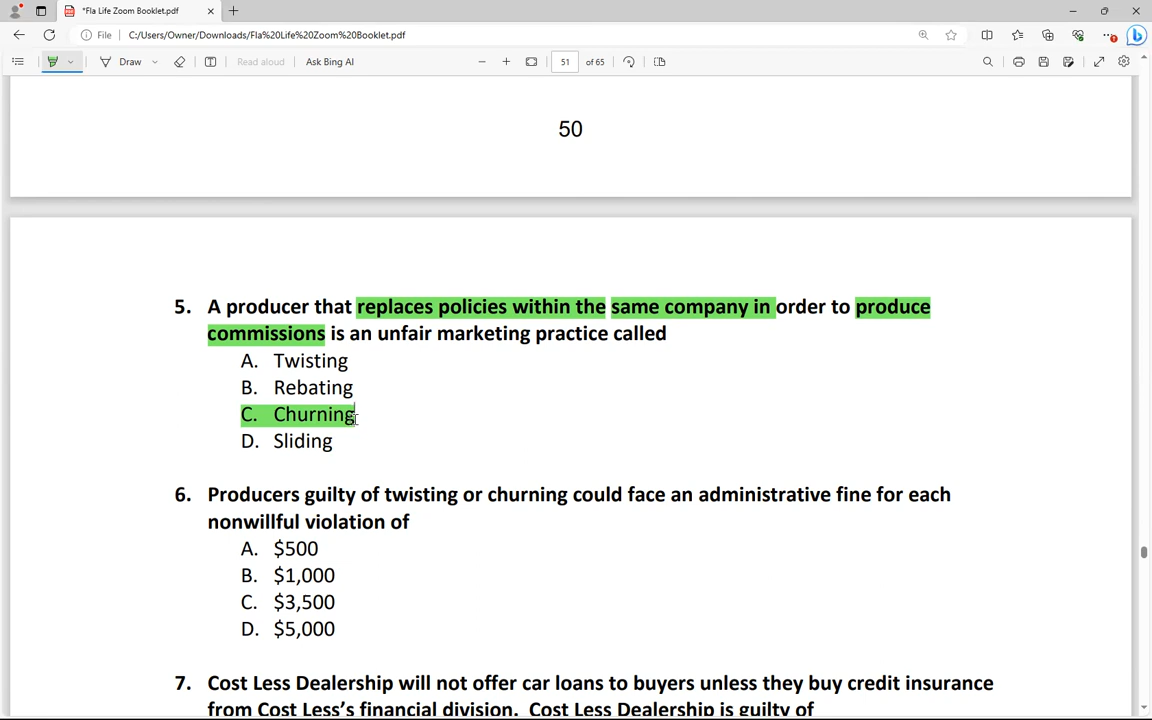 *Fla Life Zoom Booklet.pdf
File C:/Users/Owner/Downloads/Fla%20Life%20Zoom%20Booklet.pdf
Draw Read aloud Ask Bing AI 51 of 65
50
5. A producer that replaces policies within the same company in order to produce
commissions is an unfair marketing practice called
A. Twisting
B. Rebating
C. Churning
D. Sliding
6. Producers guilty of twisting or churning could face an administrative fine for each
nonwillful violation of
A. $500
B. $1,000
C. $3,500
D. $5,000
7. Cost Less Dealership will not offer car loans to buyers unless they buy credit insurance
from Cost Less's financial division. Cost Less Dealership is guilty of